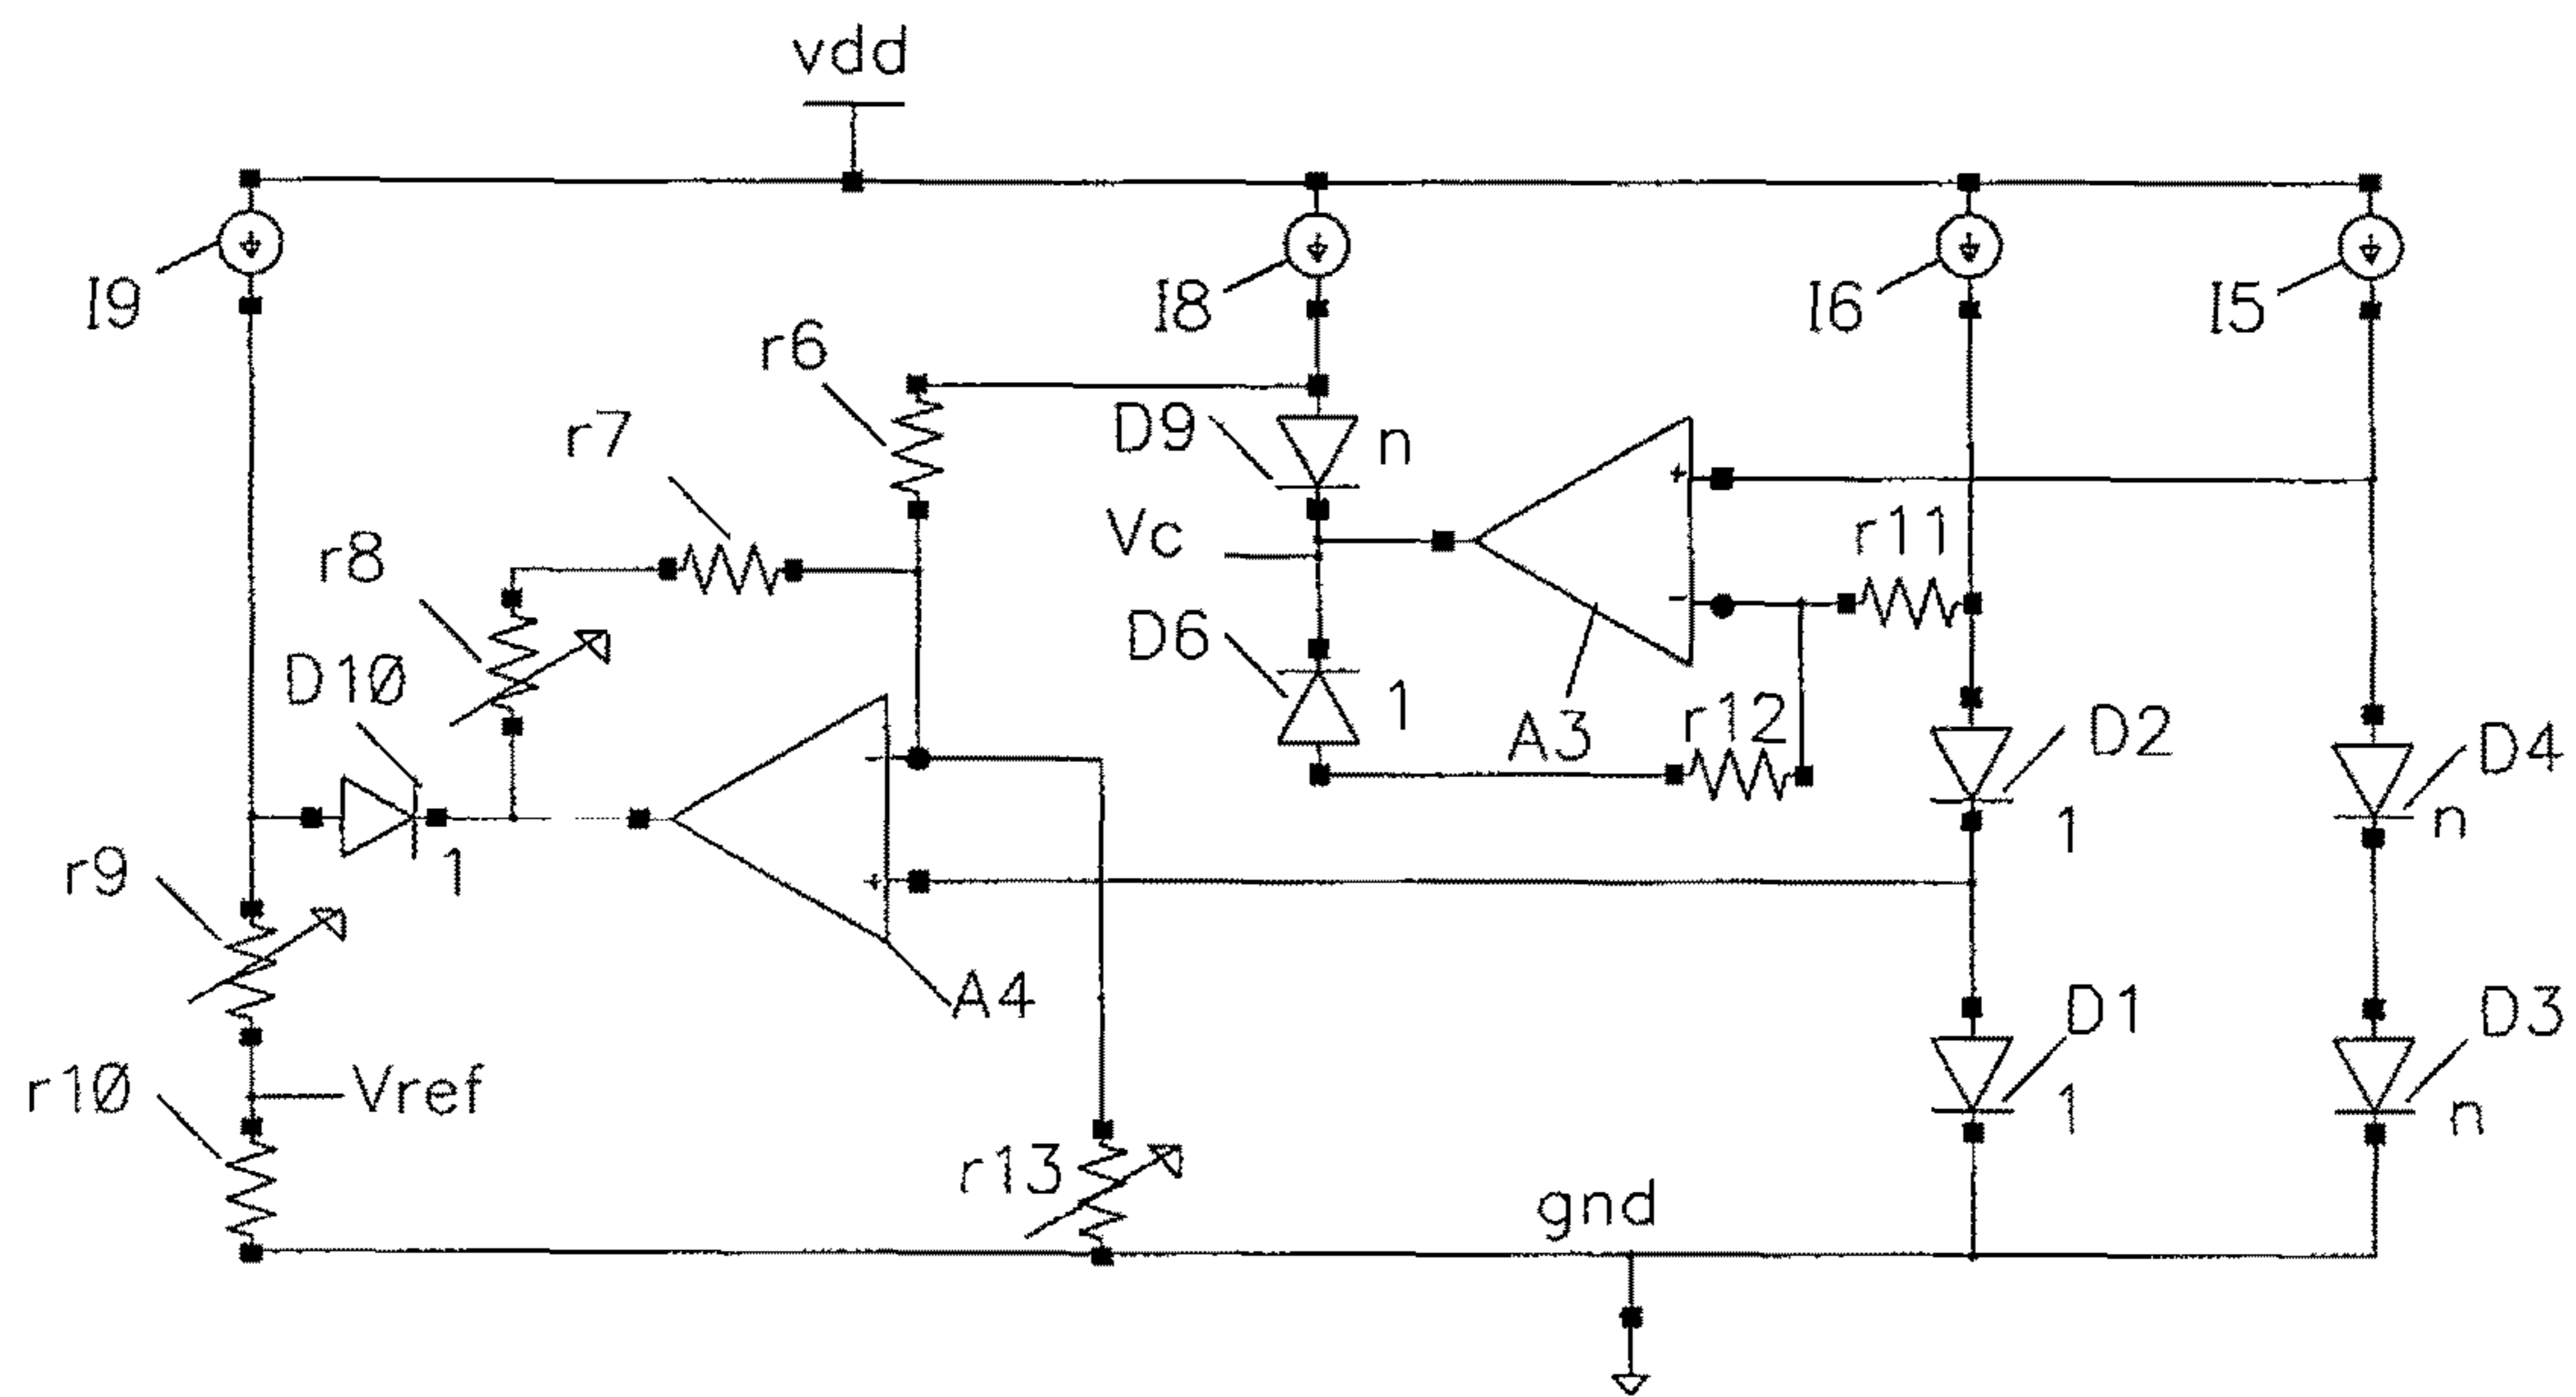 vdd
I9
I8
I6
I5
r6
r7
D9
n
+
r8
Vc
r11
D10
D6
1
−
r12
A3
D2
D4
1
n
r9
−
+
1
A4
D1
D3
r10
Vref
1
n
r13
gnd